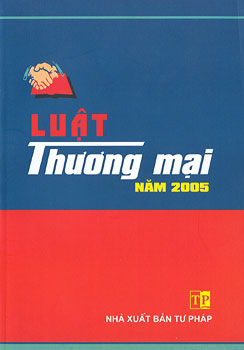 LUẬT
Thương mại
NĂM 2005
TP
NHÀ XUẤT BẢN TƯ PHÁP